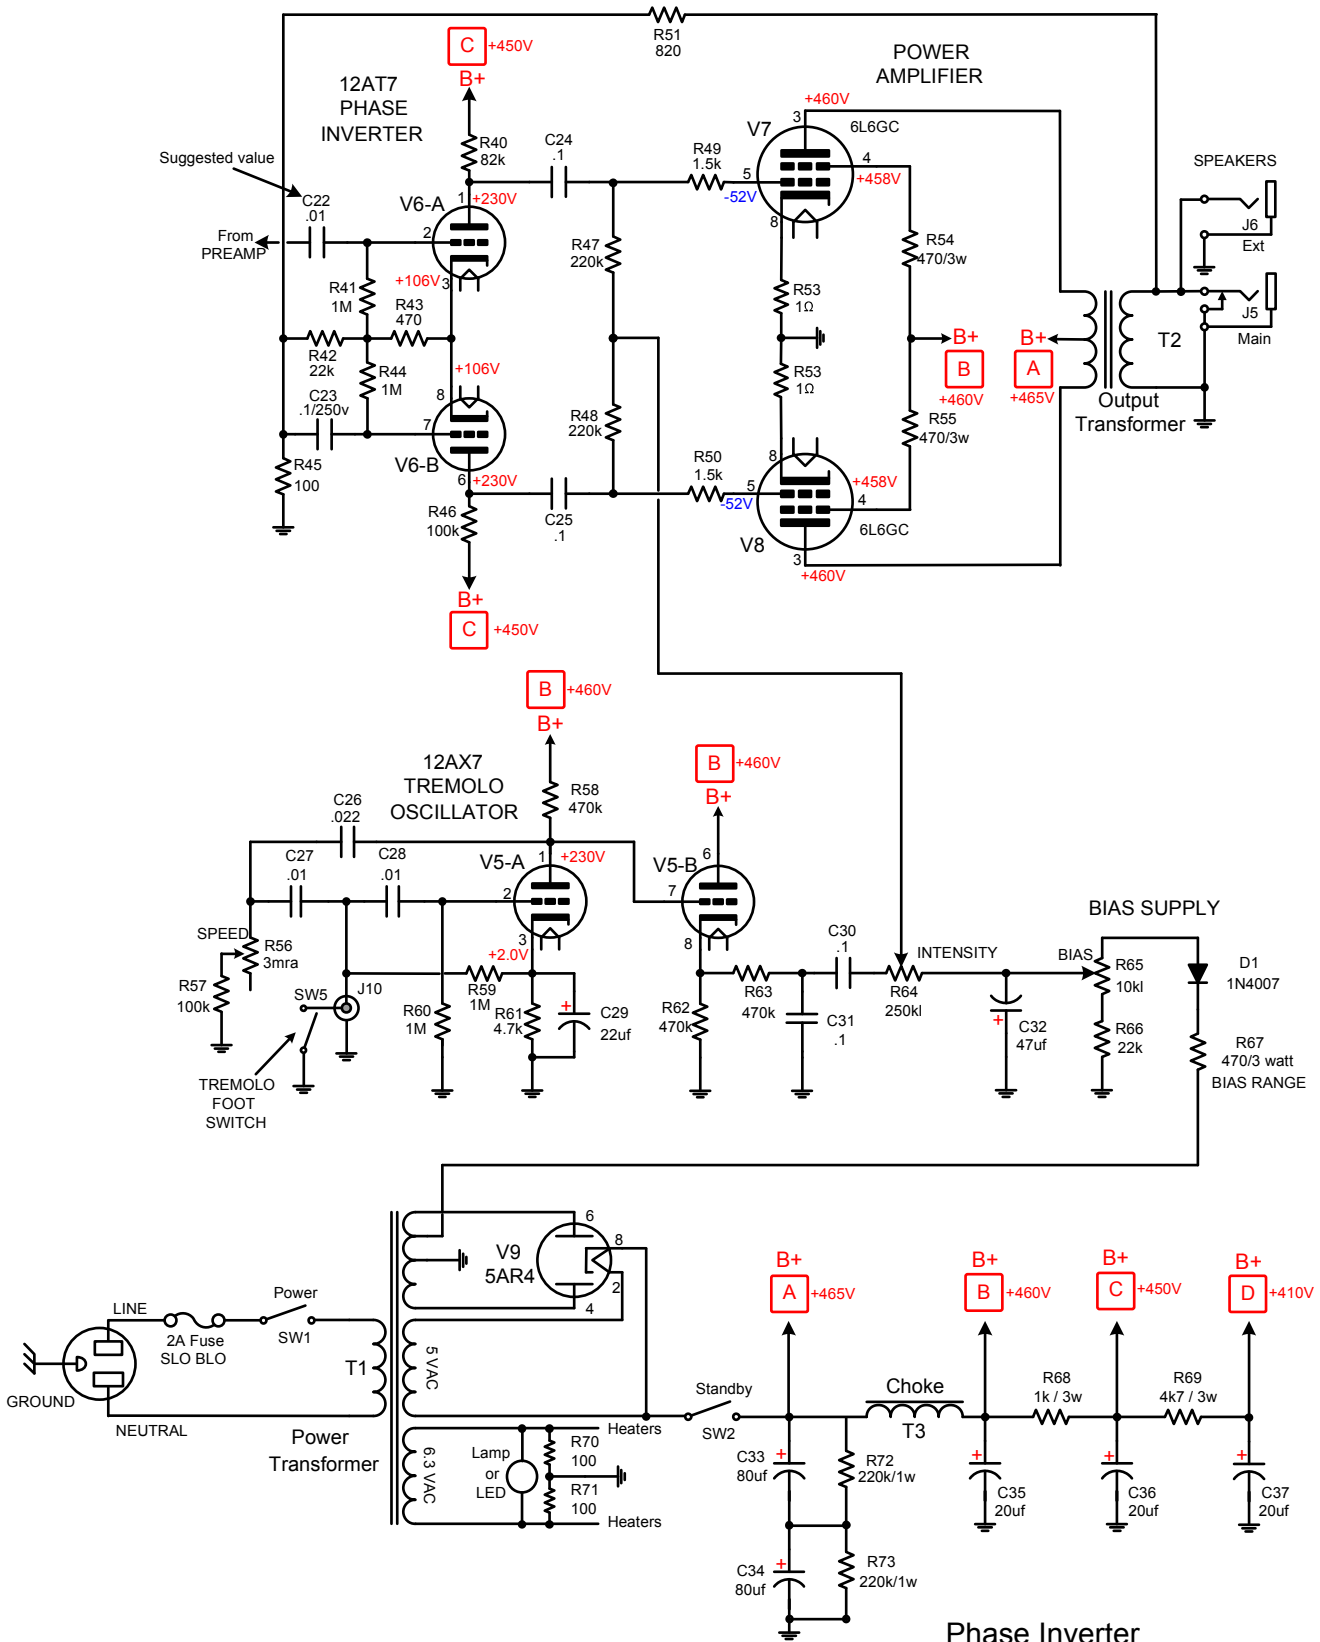 R51
820
C +450V
B+
POWER
AMPLIFIER
12AT7
PHASE
INVERTER
+460V
3
V7
6L6GC
R40
82k
C24
.1
R49
1.5k
4
+458V
5
-52V
8
SPEAKERS
Suggested value
C22
.01
V6-A
1
+230V
2
From
PREAMP
J6
Ext
R47
220k
R54
470/3w
+106V
3
R41
1M
R43
470
R53
1Ω
J5
Main
T2
R42
22k
R44
1M
+106V
B+
B
+460V
B+
A
+465V
R53
1Ω
C23
.1/250v
8
7
R48
220k
R55
470/3w
Output
Transformer
R45
100
V6-B
6
+230V
R50
1.5k
5
-52V
8
+458V
4
R46
100k
C25
.1
V8
6L6GC
3
+460V
B+
C +450V
B +460V
B+
12AX7
TREMOLO
OSCILLATOR
B +460V
B+
R58
470k
C26
.022
C27
.01
C28
.01
V5-A
1
+230V
2
V5-B
6
7
BIAS SUPPLY
SPEED
R56
3mra
3
+2.0V
8
C30
.1
INTENSITY
BIAS
R65
10kl
D1
1N4007
R57
100k
SW5
J10
R59
1M
R63
470k
R64
250kl
R60
1M
R61
4.7k
C29
22uf
R62
470k
C31
.1
C32
47uf
R66
22k
R67
470/3 watt
BIAS RANGE
TREMOLO
FOOT
SWITCH
6
V9
5AR4
8
2
4
B+
A +465V
B+
B +460V
B+
C +450V
B+
D +410V
LINE
Power
SW1
2A Fuse
SLO BLO
T1
5 VAC
GROUND
NEUTRAL
Standby
SW2
Choke
T3
R68
1k / 3w
R69
4k7 / 3w
Power
Transformer
6.3 VAC
Lamp
or
LED
R70
100
R71
100
Heaters
Heaters
C33
80uf
R72
220k/1w
C35
20uf
C36
20uf
C37
20uf
C34
80uf
R73
220k/1w
Phase Inverter